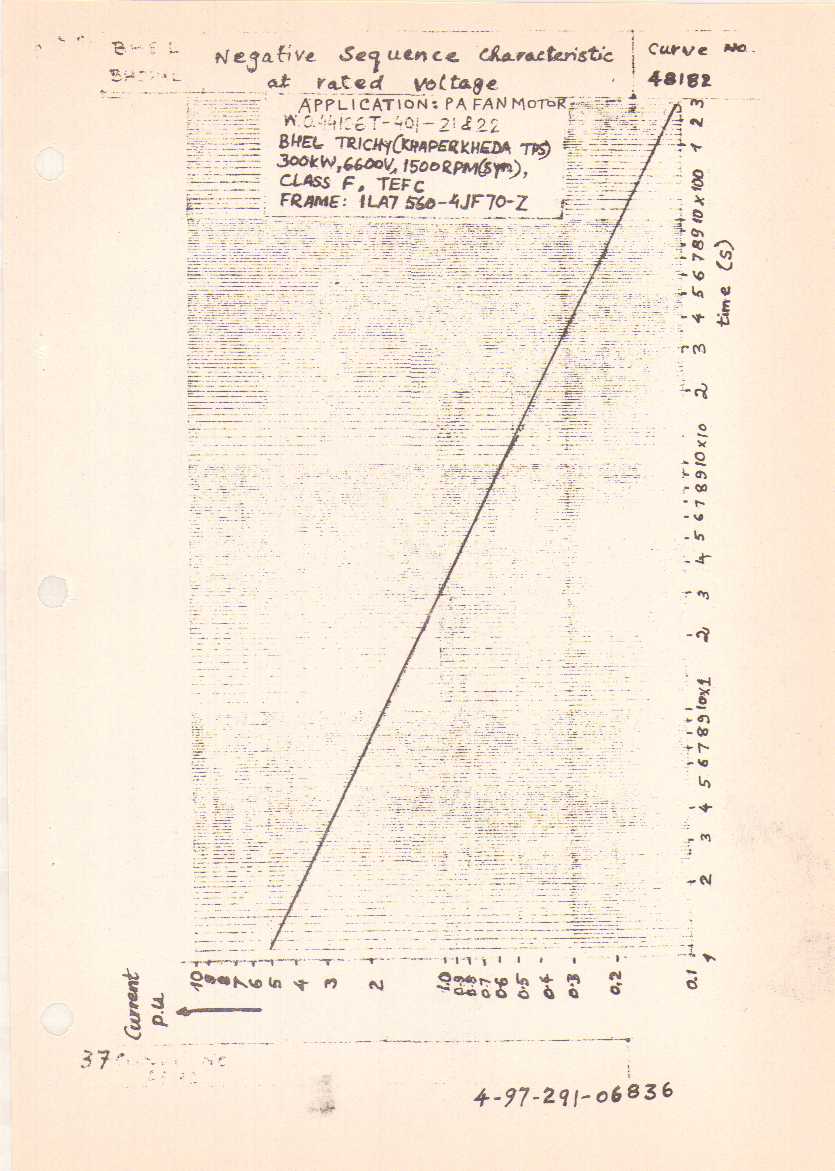 BHEL
BHOPAL
Negative Sequence Characteristic
at rated voltage
Curve No.
48182
APPLICATION: PA FAN MOTOR
W.O.44106T-401-21&22
BHEL TRICHY(KHAPERKHEDA TPS)
300KW,6600V,1500RPM(Syn),
CLASS F, TEFC
FRAME: 1LA7 560-4JF70-Z
time (s)
1 2 3 4 5 6 7 8 9 10x1 2 3 4 5 6 7 8 9 10x10 2 3 4 5 6 7 8 9 10x100 1 2 3
10 9 8 7 6 5 4 3 2 1.0 0.9 0.8 0.7 0.6 0.5 0.4 0.3 0.2 0.1
Current
p.u.
37
4-97-291-06836